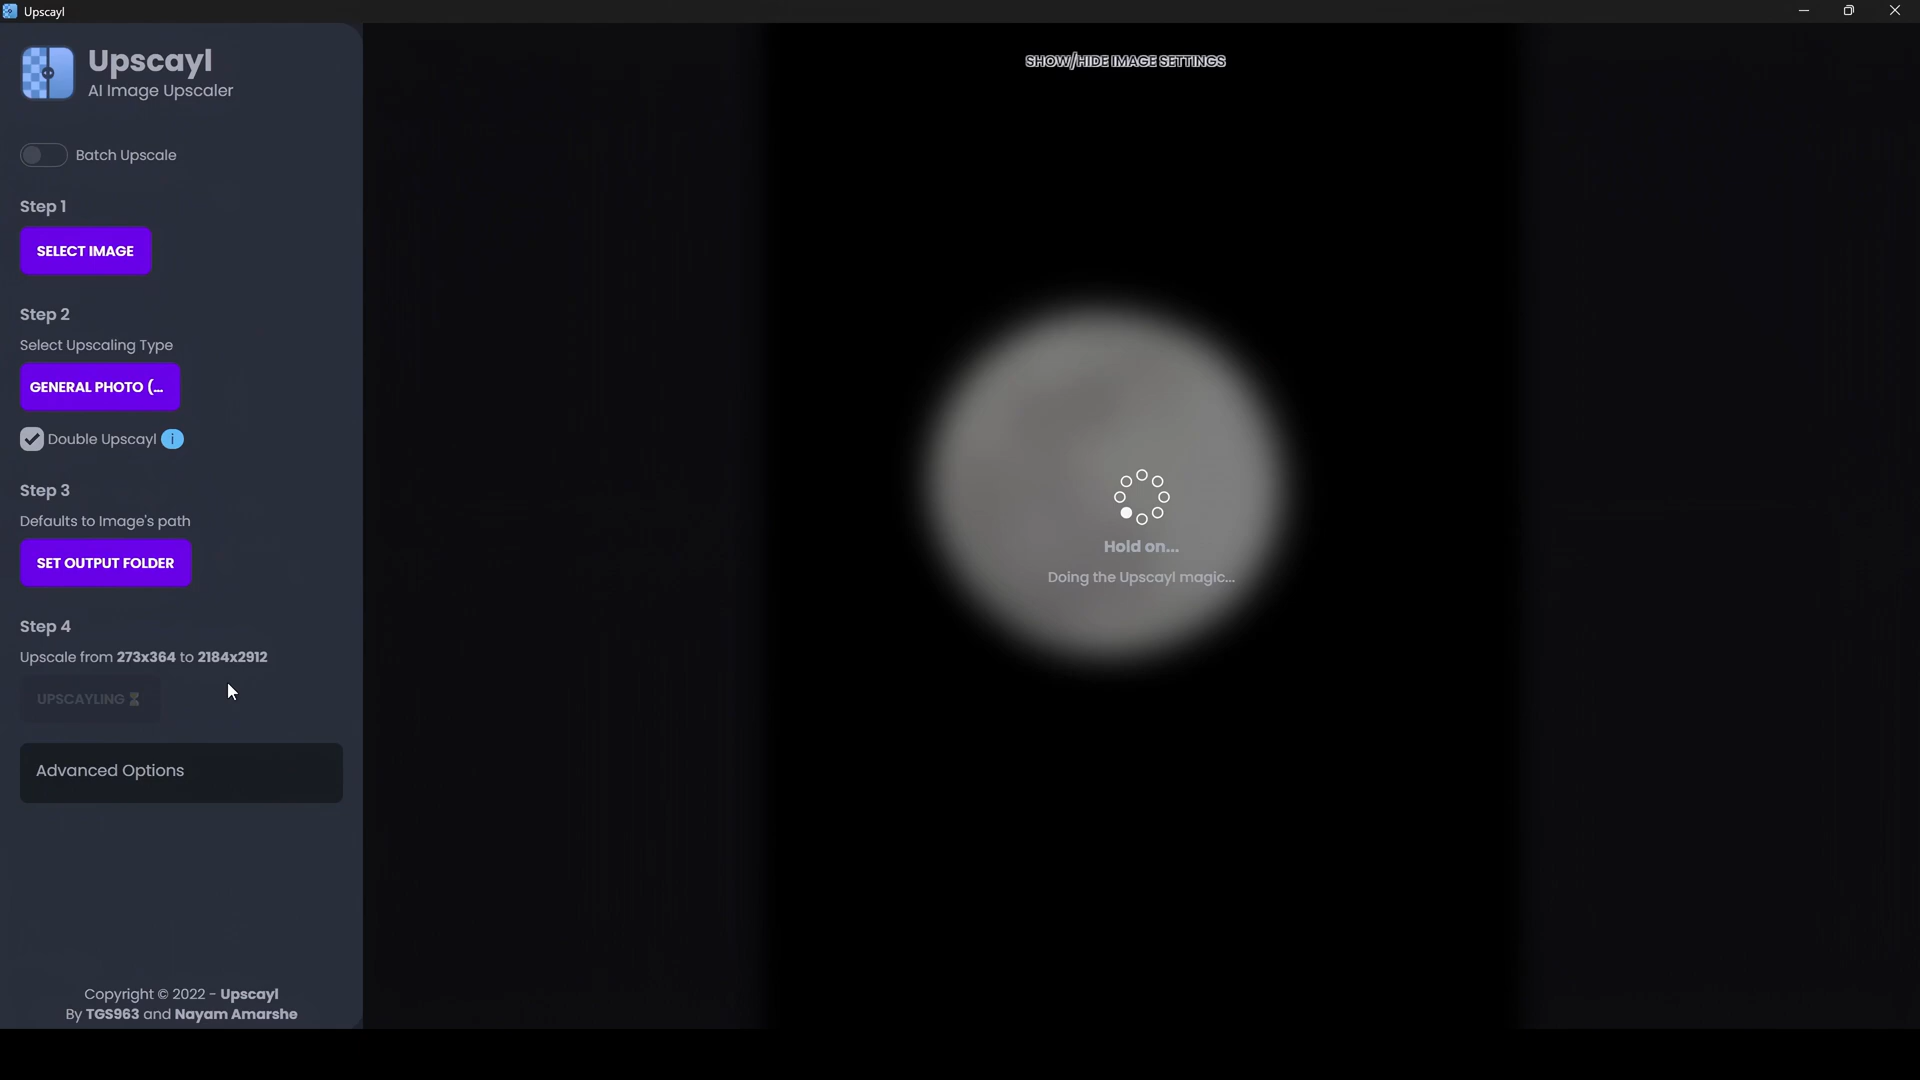 Upscayl
Upscayl
AI Image Upscaler
Batch Upscale
Step 1
SELECT IMAGE
Step 2
Select Upscaling Type
GENERAL PHOTO (...
Double Upscayl i
Step 3
Defaults to Image's path
SET OUTPUT FOLDER
Step 4
Upscale from 273x364 to 2184x2912
UPSCAYLING ⏳
Advanced Options
Copyright © 2022 - Upscayl
By TGS963 and Nayam Amarshe
SHOW/HIDE IMAGE SETTINGS
Hold on...
Doing the Upscayl magic...